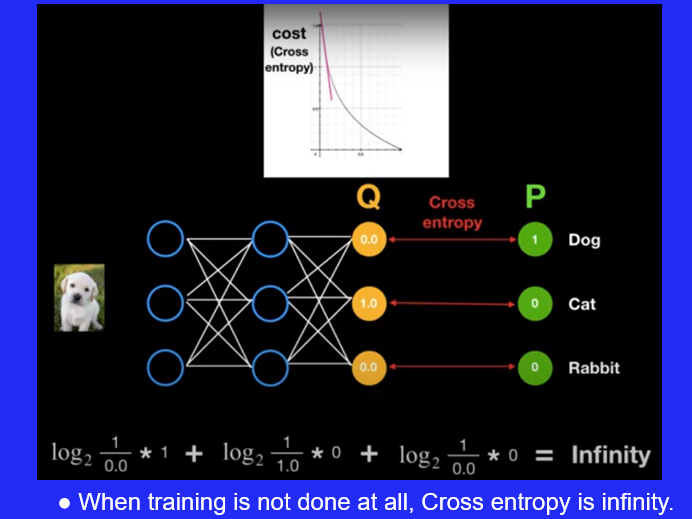 cost
(Cross
entropy)
Q
Cross
entropy
P
0.0
1
Dog
1.0
0
Cat
0.0
0
Rabbit
log₂ 1/0.0 * 1 + log₂ 1/1.0 * 0 + log₂ 1/0.0 * 0 = Infinity
● When training is not done at all, Cross entropy is infinity.